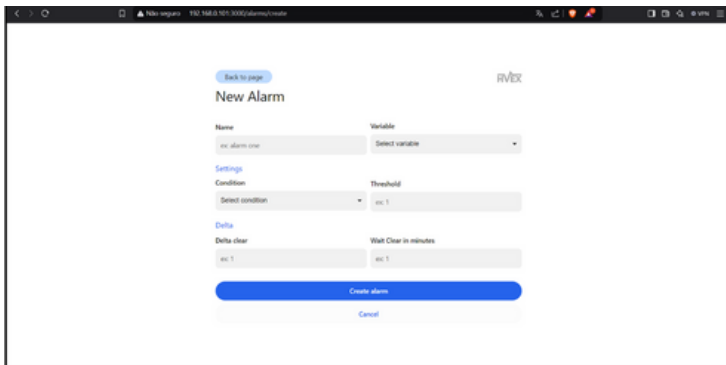 Não seguro 192.168.0.101:3000/alarms/create
VPN
Back to page
RVEX
New Alarm
Name
Variable
ex: alarm one
Select variable
Settings
Condition
Threshold
Select condition
ex: 1
Delta
Delta clear
Wait Clear in minutes
ex: 1
ex: 1
Create alarm
Cancel